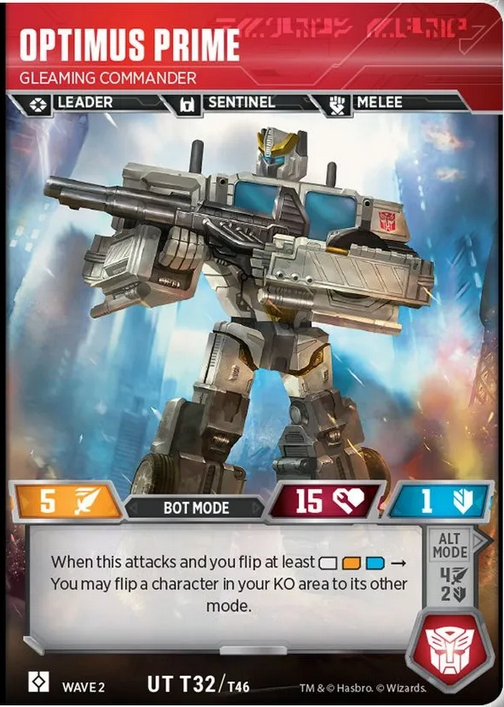 OPTIMUS PRIME
GLEAMING COMMANDER
LEADER SENTINEL MELEE
5 BOT MODE 15 1
When this attacks and you flip at least →
You may flip a character in your KO area to its other
mode.
ALT
MODE
4
2
WAVE 2 UT T32/T46 TM & © Hasbro. © Wizards.